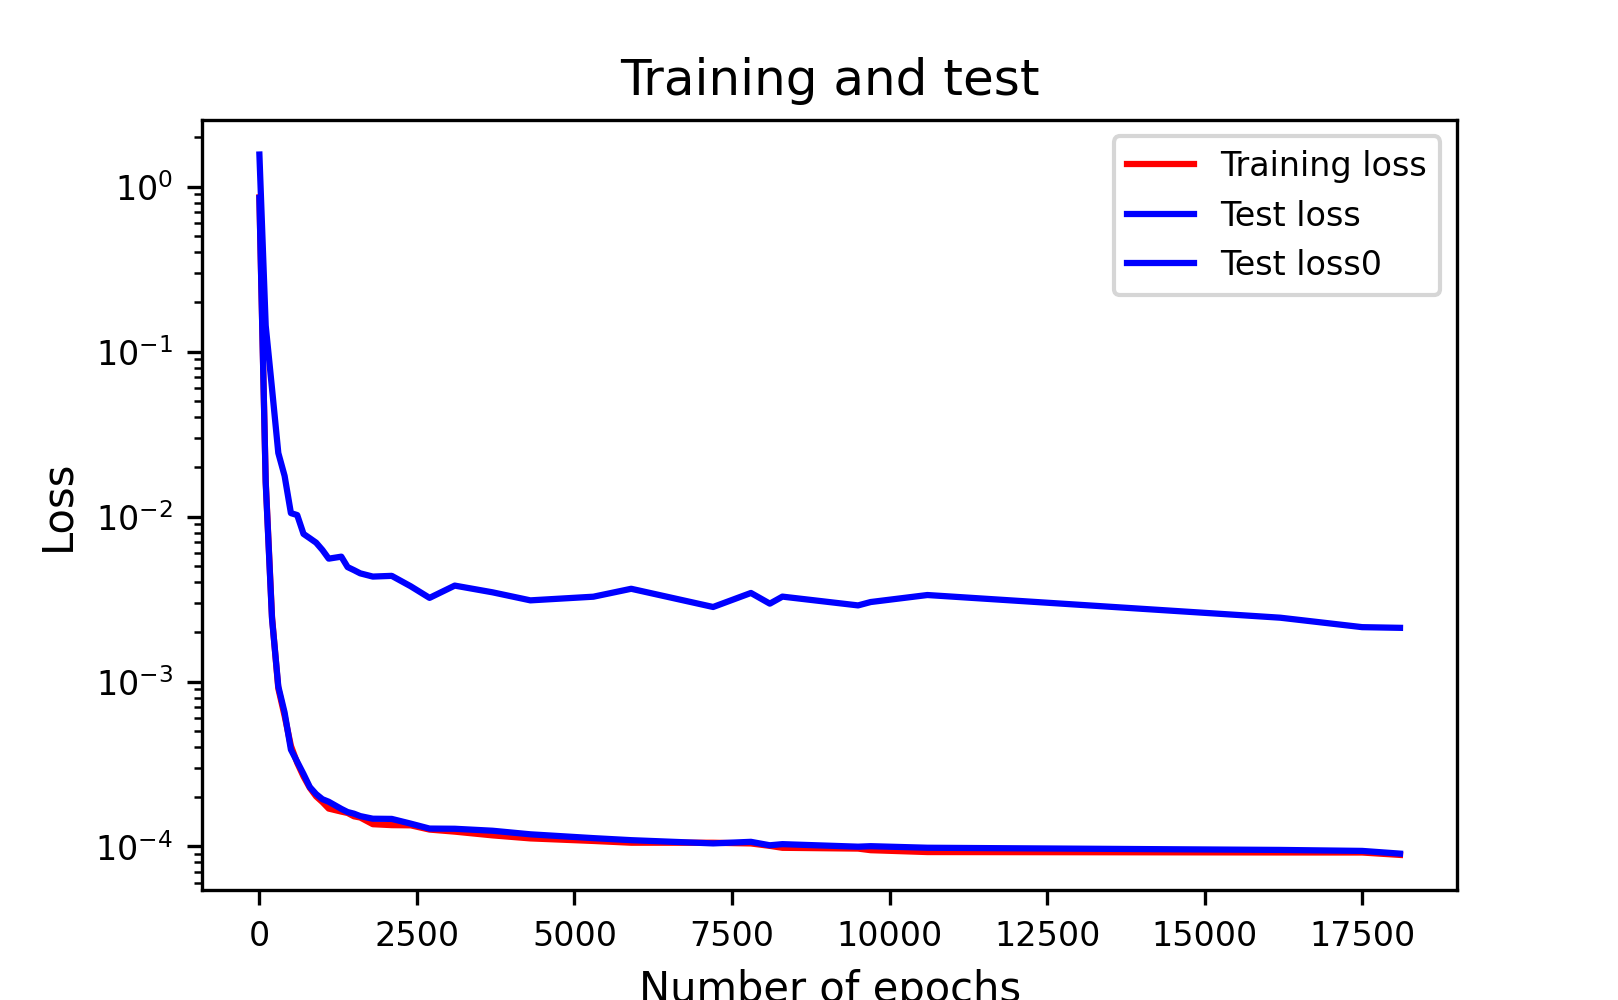 Training and test
Training loss
Test loss
Test loss0
10⁰
10⁻¹
10⁻²
10⁻³
10⁻⁴
Loss
0 2500 5000 7500 10000 12500 15000 17500
Number of epochs